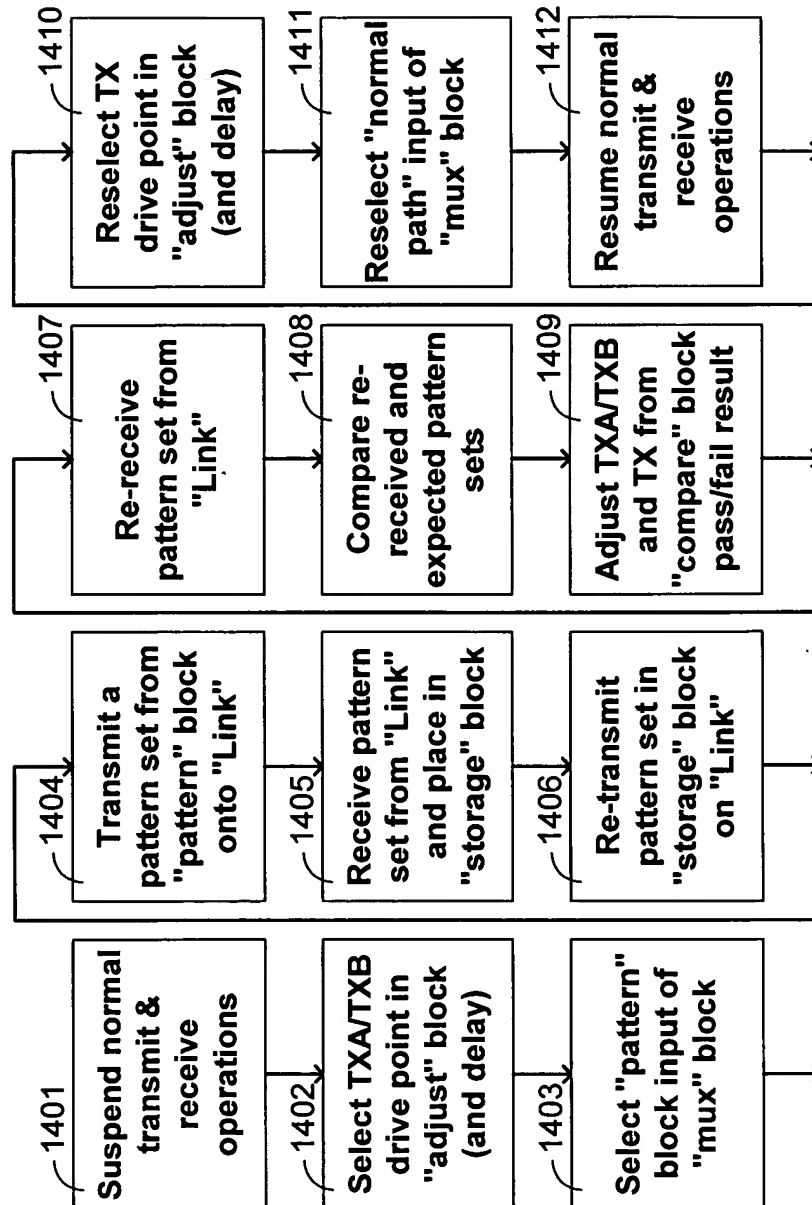 1401
Suspend normal
transmit &
receive
operations
1402
Select TXA/TXB
drive point in
"adjust" block
(and delay)
1403
Select "pattern"
block input of
"mux" block
1404
Transmit a
pattern set from
"pattern" block
onto "Link"
1405
Receive pattern
set from "Link"
and place in
"storage" block
1406
Re-transmit
pattern set in
"storage" block
on "Link"
1407
Re-receive
pattern set from
"Link"
1408
Compare re-
received and
expected pattern
sets
1409
Adjust TXA/TXB
and TX from
"compare" block
pass/fail result
1410
Reselect TX
drive point in
"adjust" block
(and delay)
1411
Reselect "normal
path" input of
"mux" block
1412
Resume normal
transmit &
receive
operations